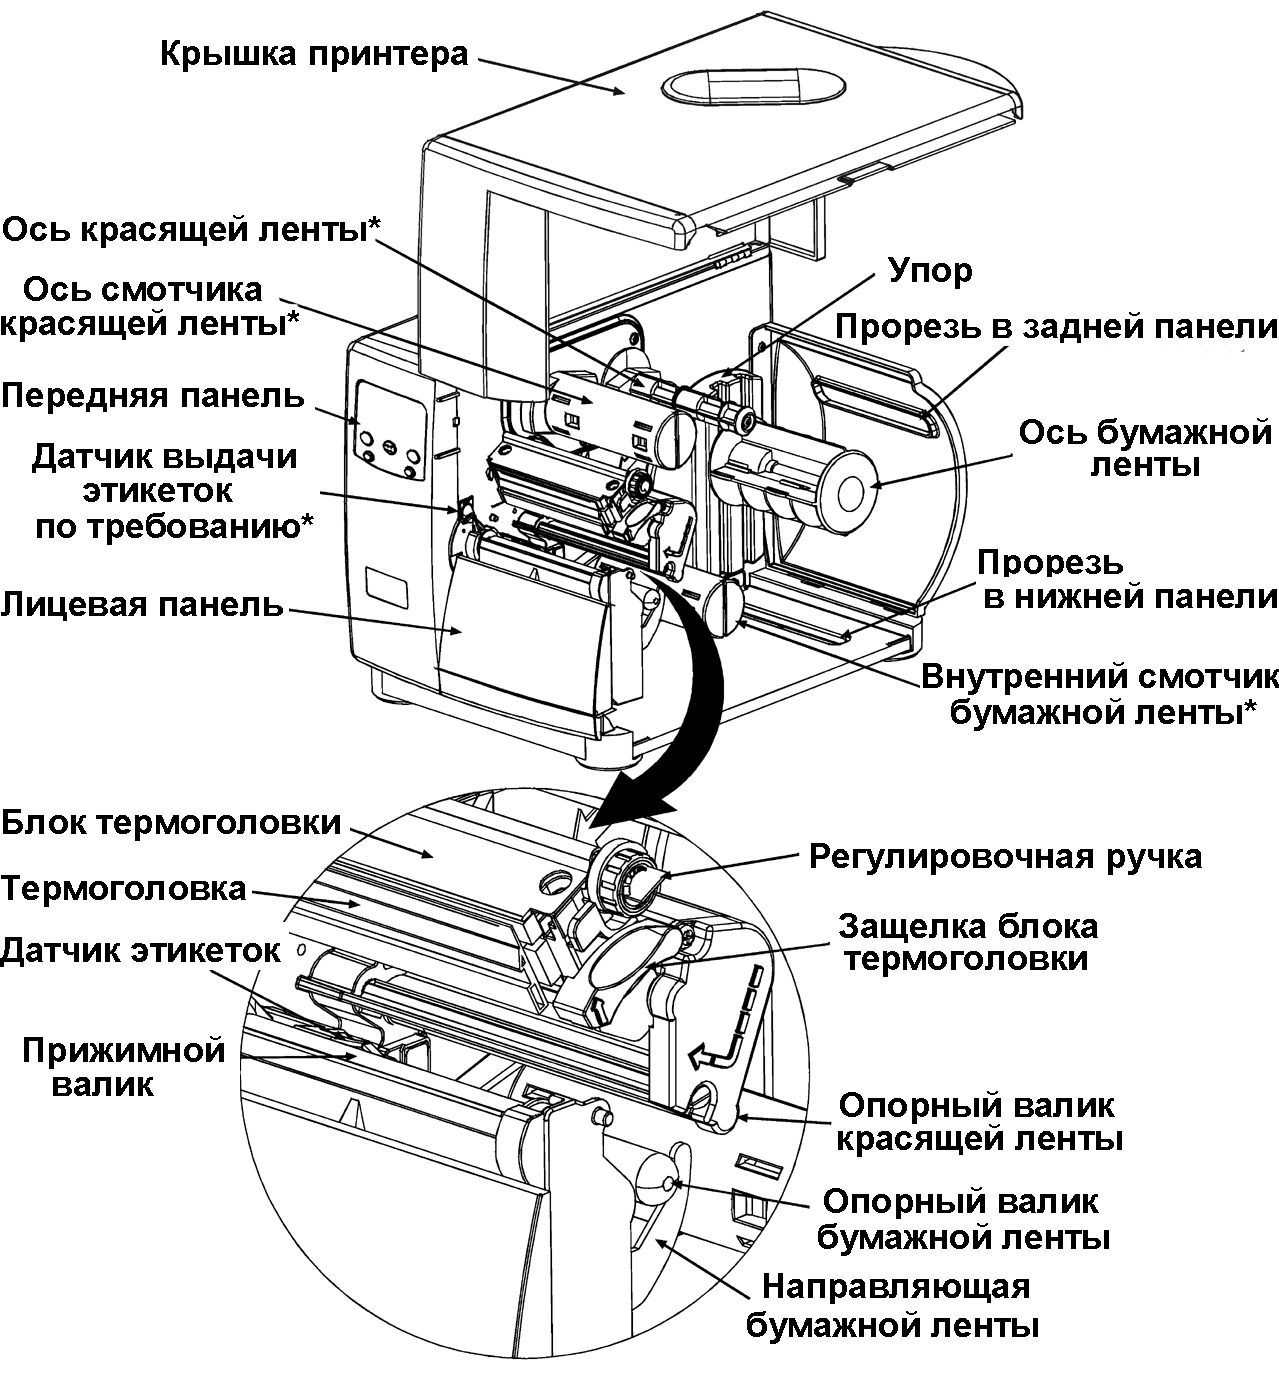 Крышка принтера
Ось красящей ленты*
Ось смотчика
красящей ленты*
Передняя панель
Датчик выдачи
этикеток
по требованию*
Лицевая панель
Упор
Прорезь в задней панели
Ось бумажной
ленты
Прорезь
в нижней панели
Внутренний смотчик
бумажной ленты*
Блок термоголовки
Термоголовка
Датчик этикеток
Прижимной
валик
Регулировочная ручка
Защелка блока
термоголовки
Опорный валик
красящей ленты
Опорный валик
бумажной ленты
Направляющая
бумажной ленты